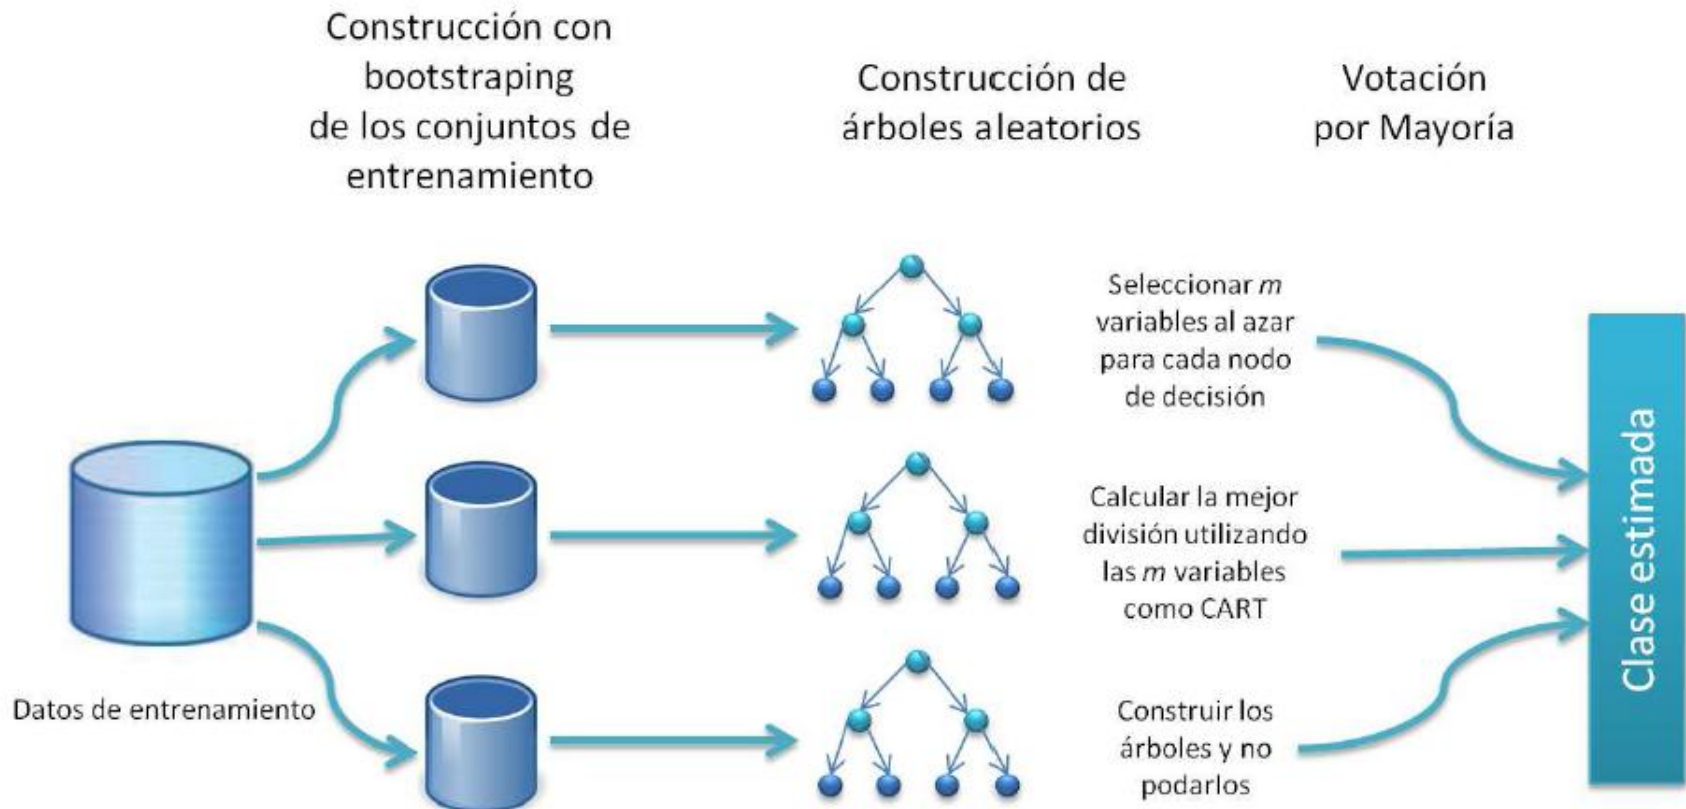 Construcción con
bootstraping
de los conjuntos de
entrenamiento
Construcción de
árboles aleatorios
Votación
por Mayoría
Seleccionar m
variables al azar
para cada nodo
de decisión
Calcular la mejor
división utilizando
las m variables
como CART
Construir los
árboles y no
podarlos
Datos de entrenamiento
Clase estimada